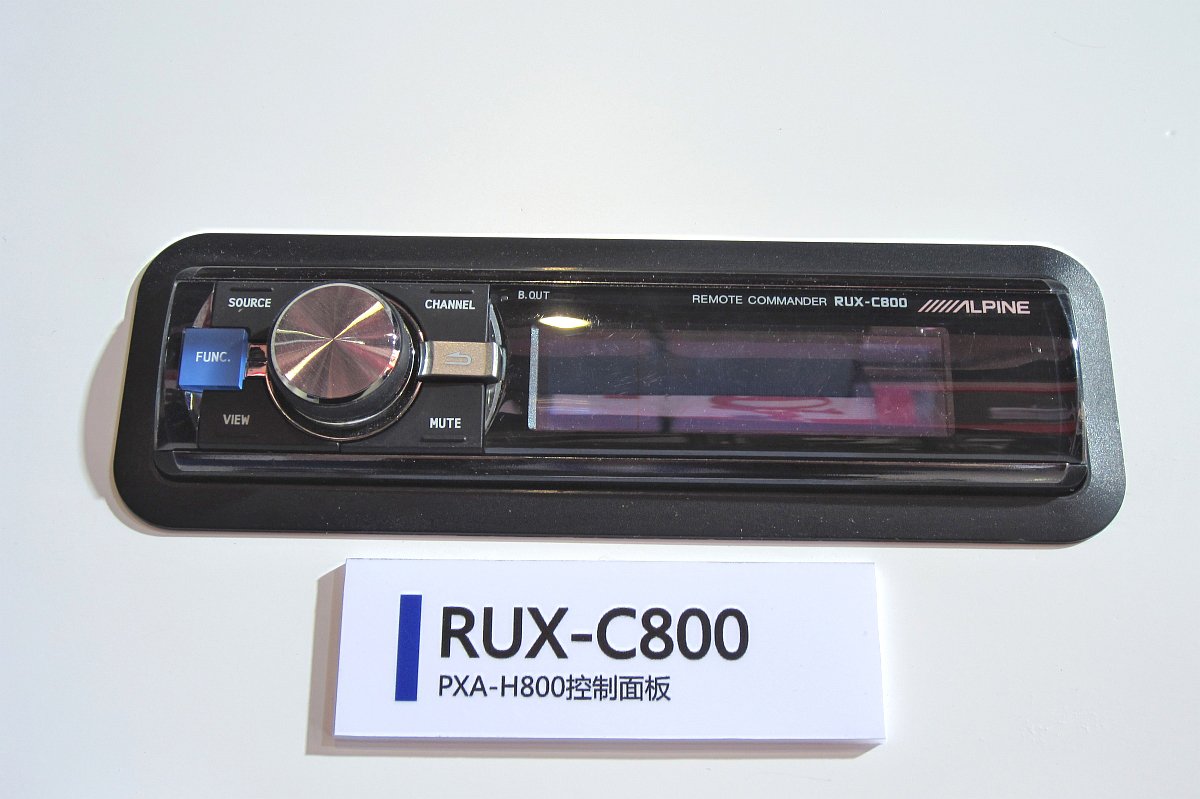 SOURCE
CHANNEL
B.OUT
REMOTE COMMANDER RUX-C800
ALPINE
FUNC.
VIEW
MUTE
RUX-C800
PXA-H800控制面板